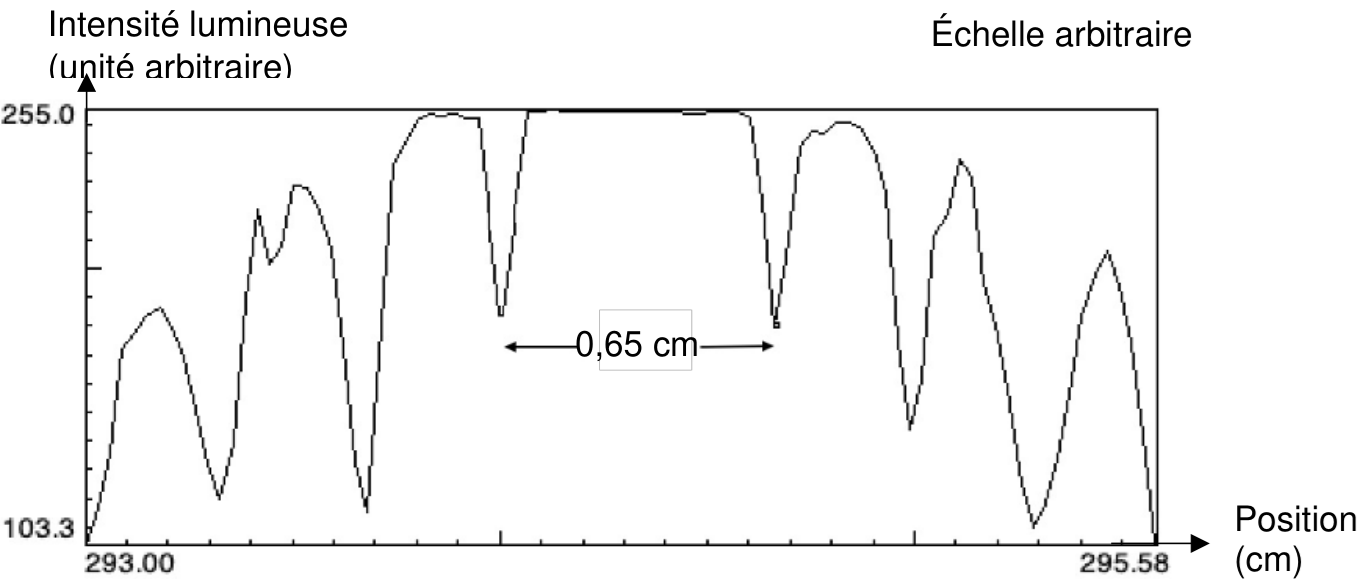 Intensité lumineuse
(unité arbitraire)
Échelle arbitraire
255.0
0,65 cm
103.3
293.00
295.58
Position
(cm)